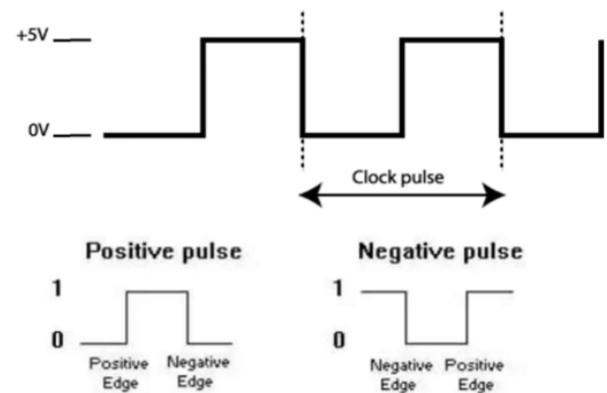 +5V
0V
Clock pulse
Positive pulse
1
0
Positive
Edge
Negative
Edge
Negative pulse
1
0
Negative
Edge
Positive
Edge